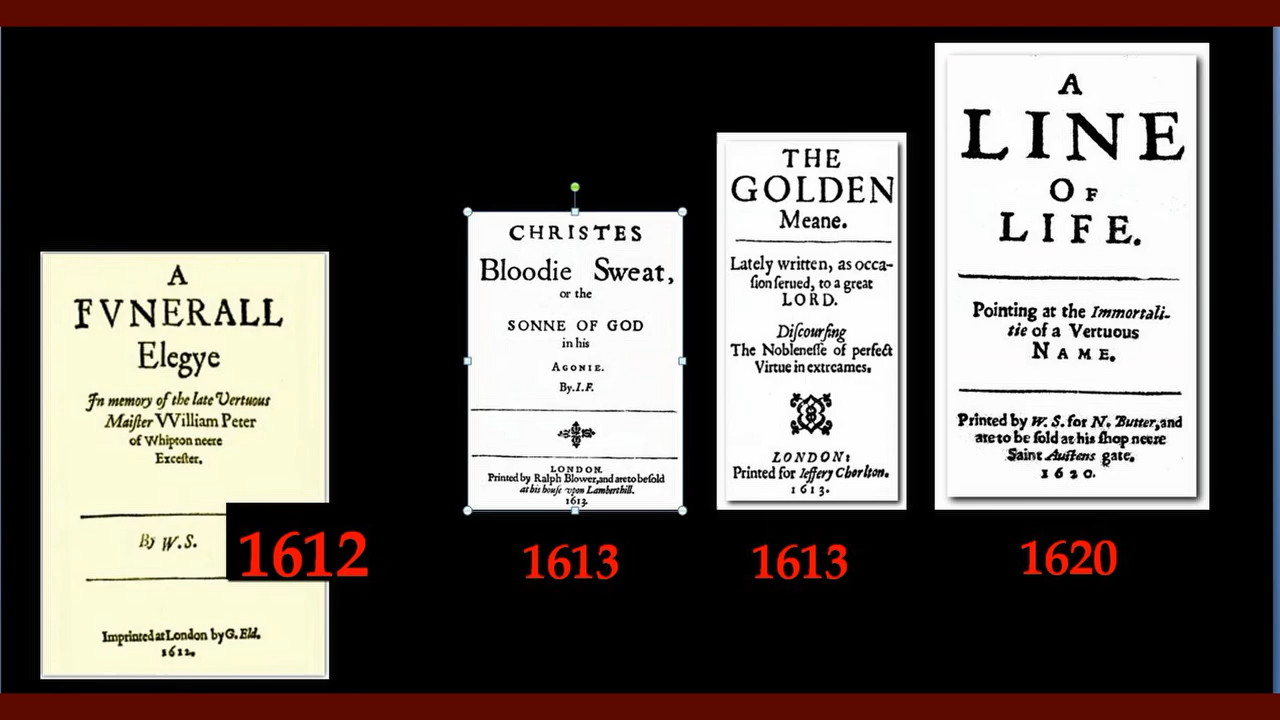 A
FVNERALL
Elegye
In memory of the late Vertuous
Maister VVilliam Peter
of Whipton neere
Excester.
By W.S.
Imprinted at London by G. Eld.
1612.
1612
CHRISTES
Bloodie Sweat,
or the
SONNE OF GOD
in his
AGONIE.
By.I.F.
LONDON.
Printed by Ralph Blower, and are to be sold
at his house vpon Lamberthill.
1613.
1613
THE
GOLDEN
Meane.
Lately written, as occa-
sion serued, to a great
LORD.
Discoursing
The Noblenesse of perfect
Virtue in extreames.
LONDON:
Printed for Jeffery Chorlton.
1613.
1613
A
LINE
OF
LIFE.
Pointing at the Immortali-
tie of a Vertuous
NAME.
Printed by W. S. for N. Butter, and
are to be sold at his shop neere
Saint Austens gate.
1620.
1620